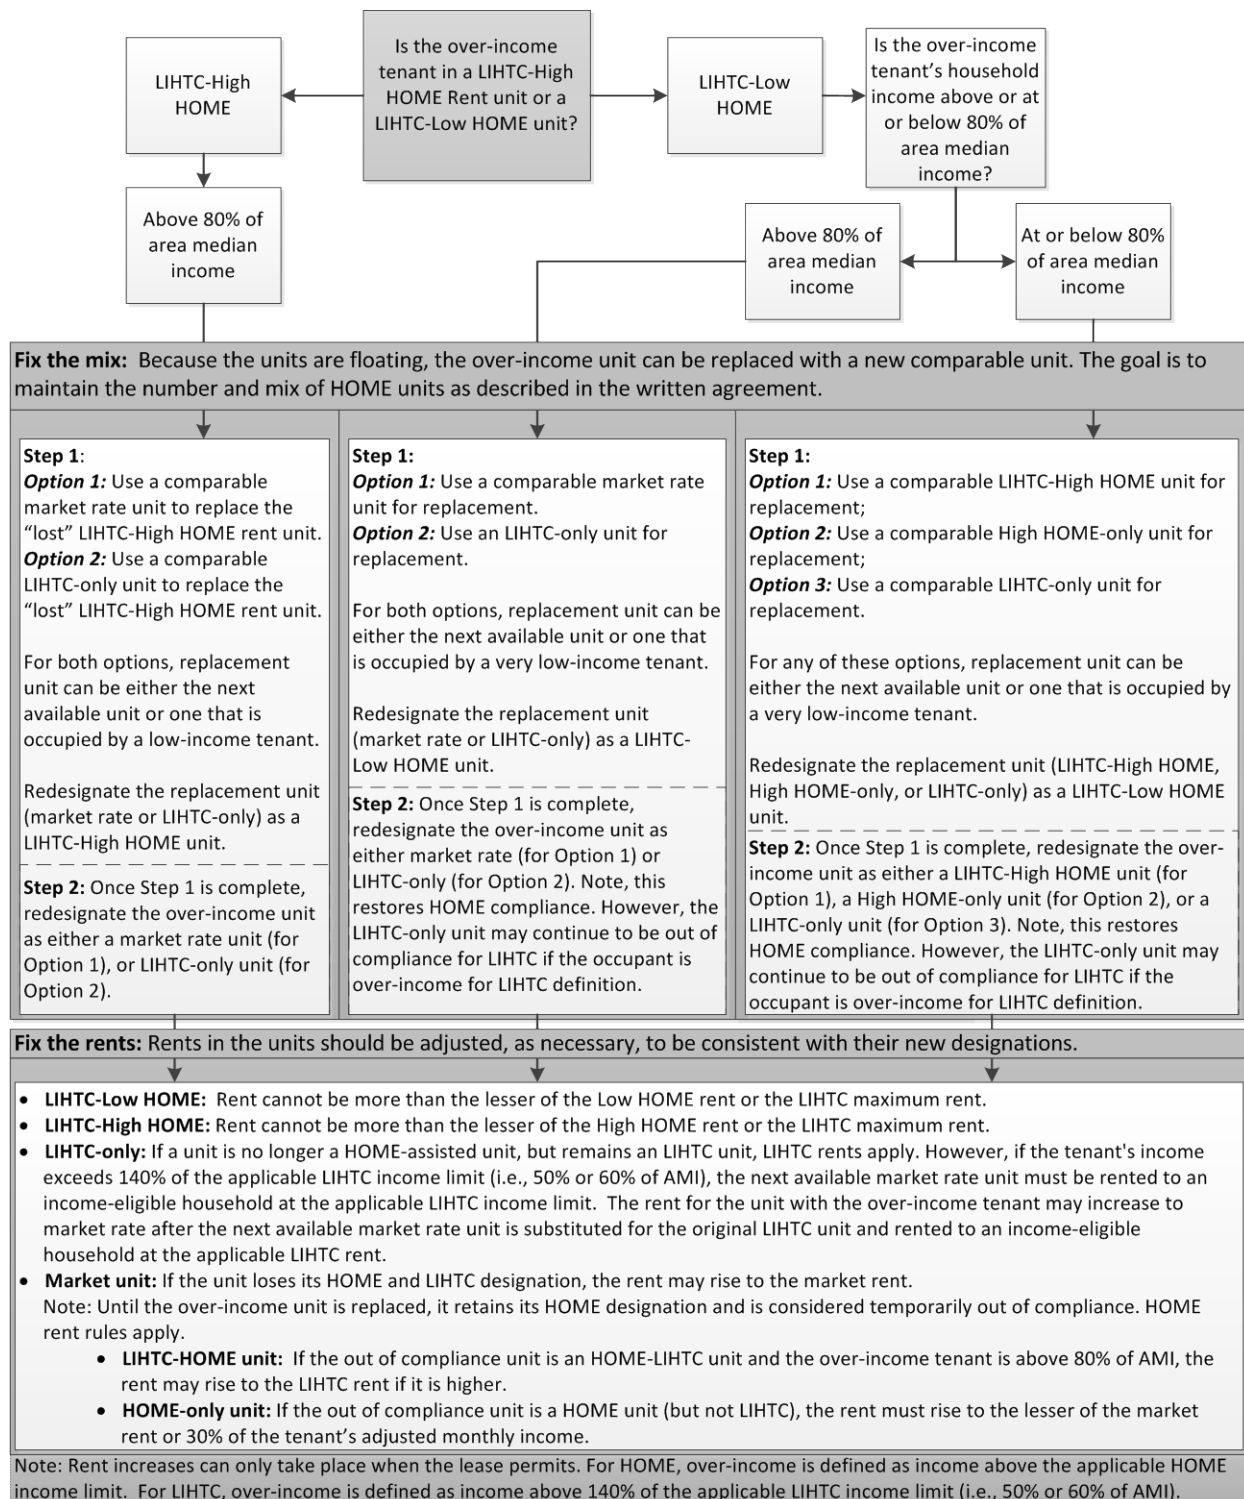 Is the over-income
tenant in a LIHTC-High
HOME Rent unit or a
LIHTC-Low HOME unit?
LIHTC-High
HOME
LIHTC-Low
HOME
Is the over-income
tenant’s household
income above or at
or below 80% of
area median
income?
Above 80% of
area median
income
Above 80% of
area median
income
At or below 80%
of area median
income
Fix the mix: Because the units are floating, the over-income unit can be replaced with a new comparable unit. The goal is to
maintain the number and mix of HOME units as described in the written agreement.
Step 1:
Option 1: Use a comparable
market rate unit to replace the
“lost” LIHTC-High HOME rent unit.
Option 2: Use a comparable
LIHTC-only unit to replace the
“lost” LIHTC-High HOME rent unit.
For both options, replacement
unit can be either the next
available unit or one that is
occupied by a low-income tenant.
Redesignate the replacement unit
(market rate or LIHTC-only) as a
LIHTC-High HOME unit.
Step 2: Once Step 1 is complete,
redesignate the over-income unit
as either a market rate unit (for
Option 1), or LIHTC-only unit (for
Option 2).
Step 1:
Option 1: Use a comparable market rate
unit for replacement.
Option 2: Use an LIHTC-only unit for
replacement.
For both options, replacement unit can be
either the next available unit or one that
is occupied by a very low-income tenant.
Redesignate the replacement unit
(market rate or LIHTC-only) as a LIHTC-
Low HOME unit.
Step 2: Once Step 1 is complete,
redesignate the over-income unit as
either market rate (for Option 1) or
LIHTC-only (for Option 2). Note, this
restores HOME compliance. However, the
LIHTC-only unit may continue to be out of
compliance for LIHTC if the occupant is
over-income for LIHTC definition.
Step 1:
Option 1: Use a comparable LIHTC-High HOME unit for
replacement;
Option 2: Use a comparable High HOME-only unit for
replacement;
Option 3: Use a comparable LIHTC-only unit for
replacement.
For any of these options, replacement unit can be
either the next available unit or one that is occupied by
a very low-income tenant.
Redesignate the replacement unit (LIHTC-High HOME,
High HOME-only, or LIHTC-only) as a LIHTC-Low HOME
unit.
Step 2: Once Step 1 is complete, redesignate the over-
income unit as either a LIHTC-High HOME unit (for
Option 1), a High HOME-only unit (for Option 2), or a
LIHTC-only unit (for Option 3). Note, this restores
HOME compliance. However, the LIHTC-only unit may
continue to be out of compliance for LIHTC if the
occupant is over-income for LIHTC definition.
Fix the rents: Rents in the units should be adjusted, as necessary, to be consistent with their new designations.
• LIHTC-Low HOME: Rent cannot be more than the lesser of the Low HOME rent or the LIHTC maximum rent.
• LIHTC-High HOME: Rent cannot be more than the lesser of the High HOME rent or the LIHTC maximum rent.
• LIHTC-only: If a unit is no longer a HOME-assisted unit, but remains an LIHTC unit, LIHTC rents apply. However, if the tenant's income
exceeds 140% of the applicable LIHTC income limit (i.e., 50% or 60% of AMI), the next available market rate unit must be rented to an
income-eligible household at the applicable LIHTC income limit. The rent for the unit with the over-income tenant may increase to
market rate after the next available market rate unit is substituted for the original LIHTC unit and rented to an income-eligible
household at the applicable LIHTC rent.
• Market unit: If the unit loses its HOME and LIHTC designation, the rent may rise to the market rent.
Note: Until the over-income unit is replaced, it retains its HOME designation and is considered temporarily out of compliance. HOME
rent rules apply.
• LIHTC-HOME unit: If the out of compliance unit is an HOME-LIHTC unit and the over-income tenant is above 80% of AMI, the
rent may rise to the LIHTC rent if it is higher.
• HOME-only unit: If the out of compliance unit is a HOME unit (but not LIHTC), the rent must rise to the lesser of the market
rent or 30% of the tenant’s adjusted monthly income.
Note: Rent increases can only take place when the lease permits. For HOME, over-income is defined as income above the applicable HOME
income limit. For LIHTC, over-income is defined as income above 140% of the applicable LIHTC income limit (i.e., 50% or 60% of AMI).